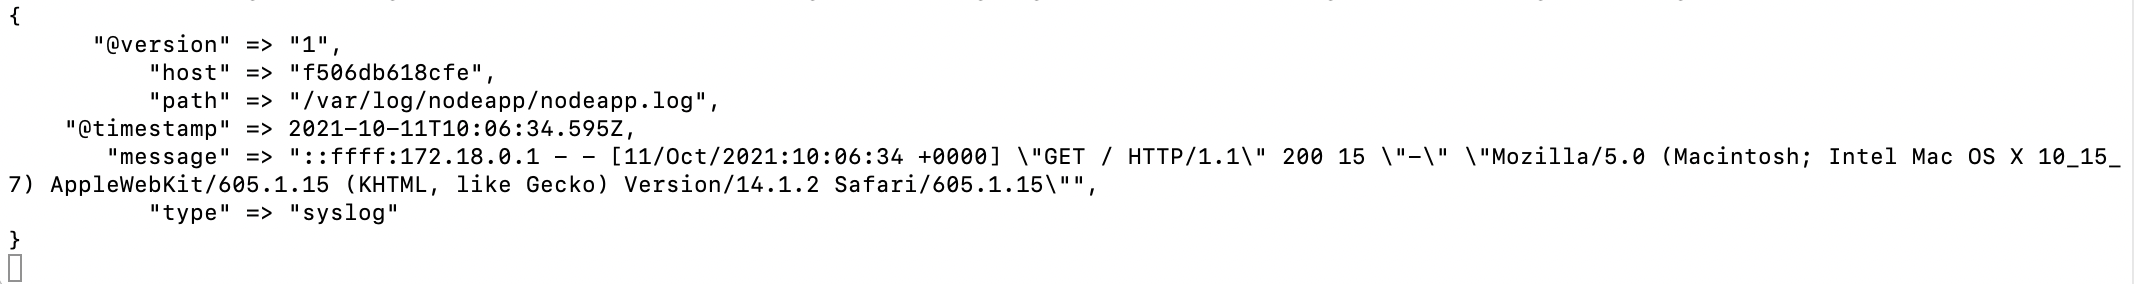 {
      "@version" => "1",
          "host" => "f506db618cfe",
          "path" => "/var/log/nodeapp/nodeapp.log",
    "@timestamp" => 2021-10-11T10:06:34.595Z,
       "message" => "::ffff:172.18.0.1 - - [11/Oct/2021:10:06:34 +0000] \"GET / HTTP/1.1\" 200 15 \"-\" \"Mozilla/5.0 (Macintosh; Intel Mac OS X 10_15_
7) AppleWebKit/605.1.15 (KHTML, like Gecko) Version/14.1.2 Safari/605.1.15\"",
          "type" => "syslog"
}